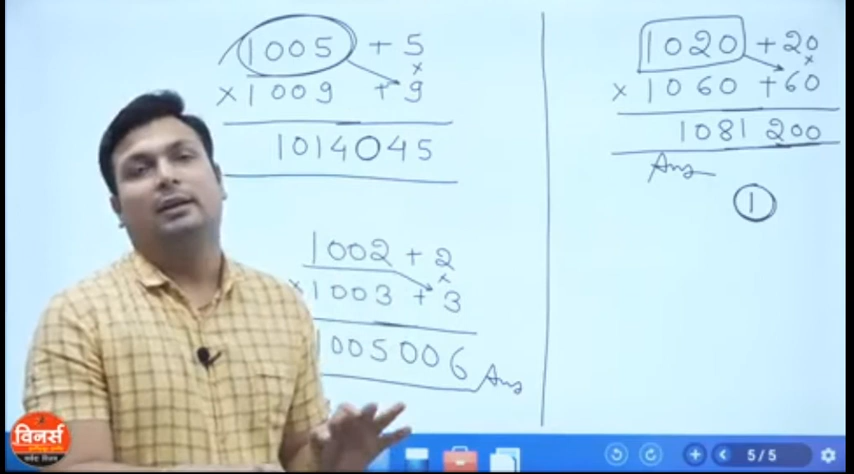 1005 + 5
×
×1009 + 9
1014045
1002 + 2
×
×1003 + 3
1005006 Ans
1020 + 20
×
× 1060 + 60
1081200
Ans
1
विनर्स
5/5